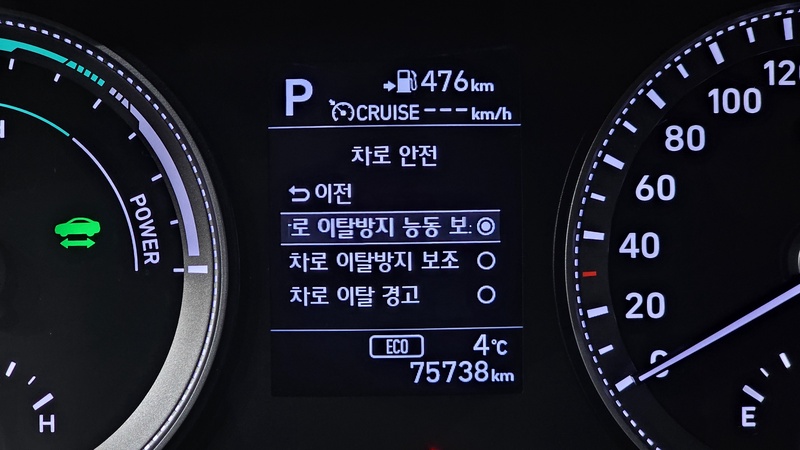 P
476km
CRUISE --- km/h
차로 안전
이전
로 이탈방지 능동 보
차로 이탈방지 보조
차로 이탈 경고
ECO
4°C
75738km
POWER
H
120
100
80
60
40
20
0
E